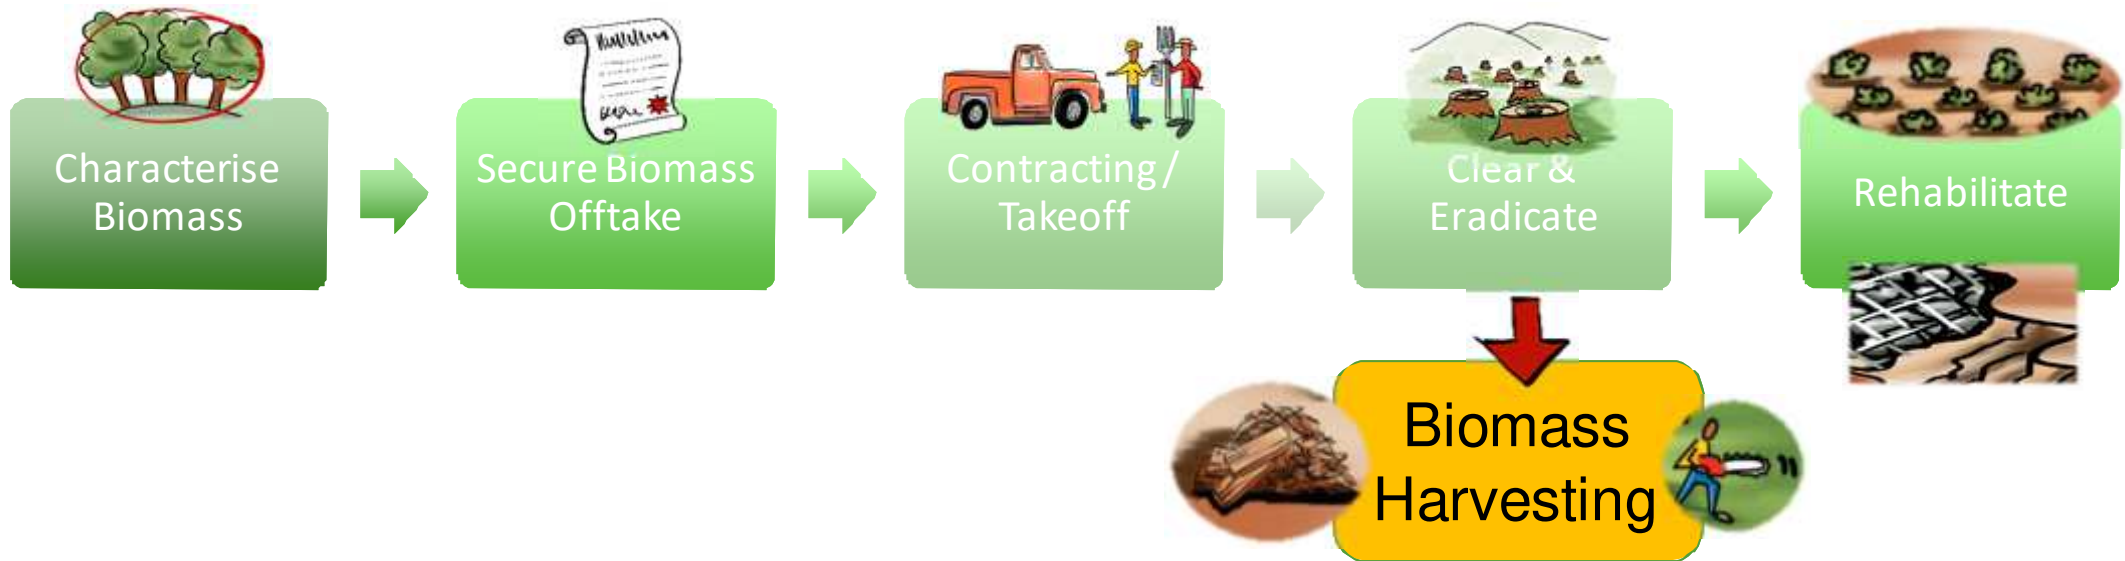 Characterise
Biomass
Secure Biomass
Offtake
Contracting /
Takeoff
Clear &
Eradicate
Rehabilitate
Biomass
Harvesting